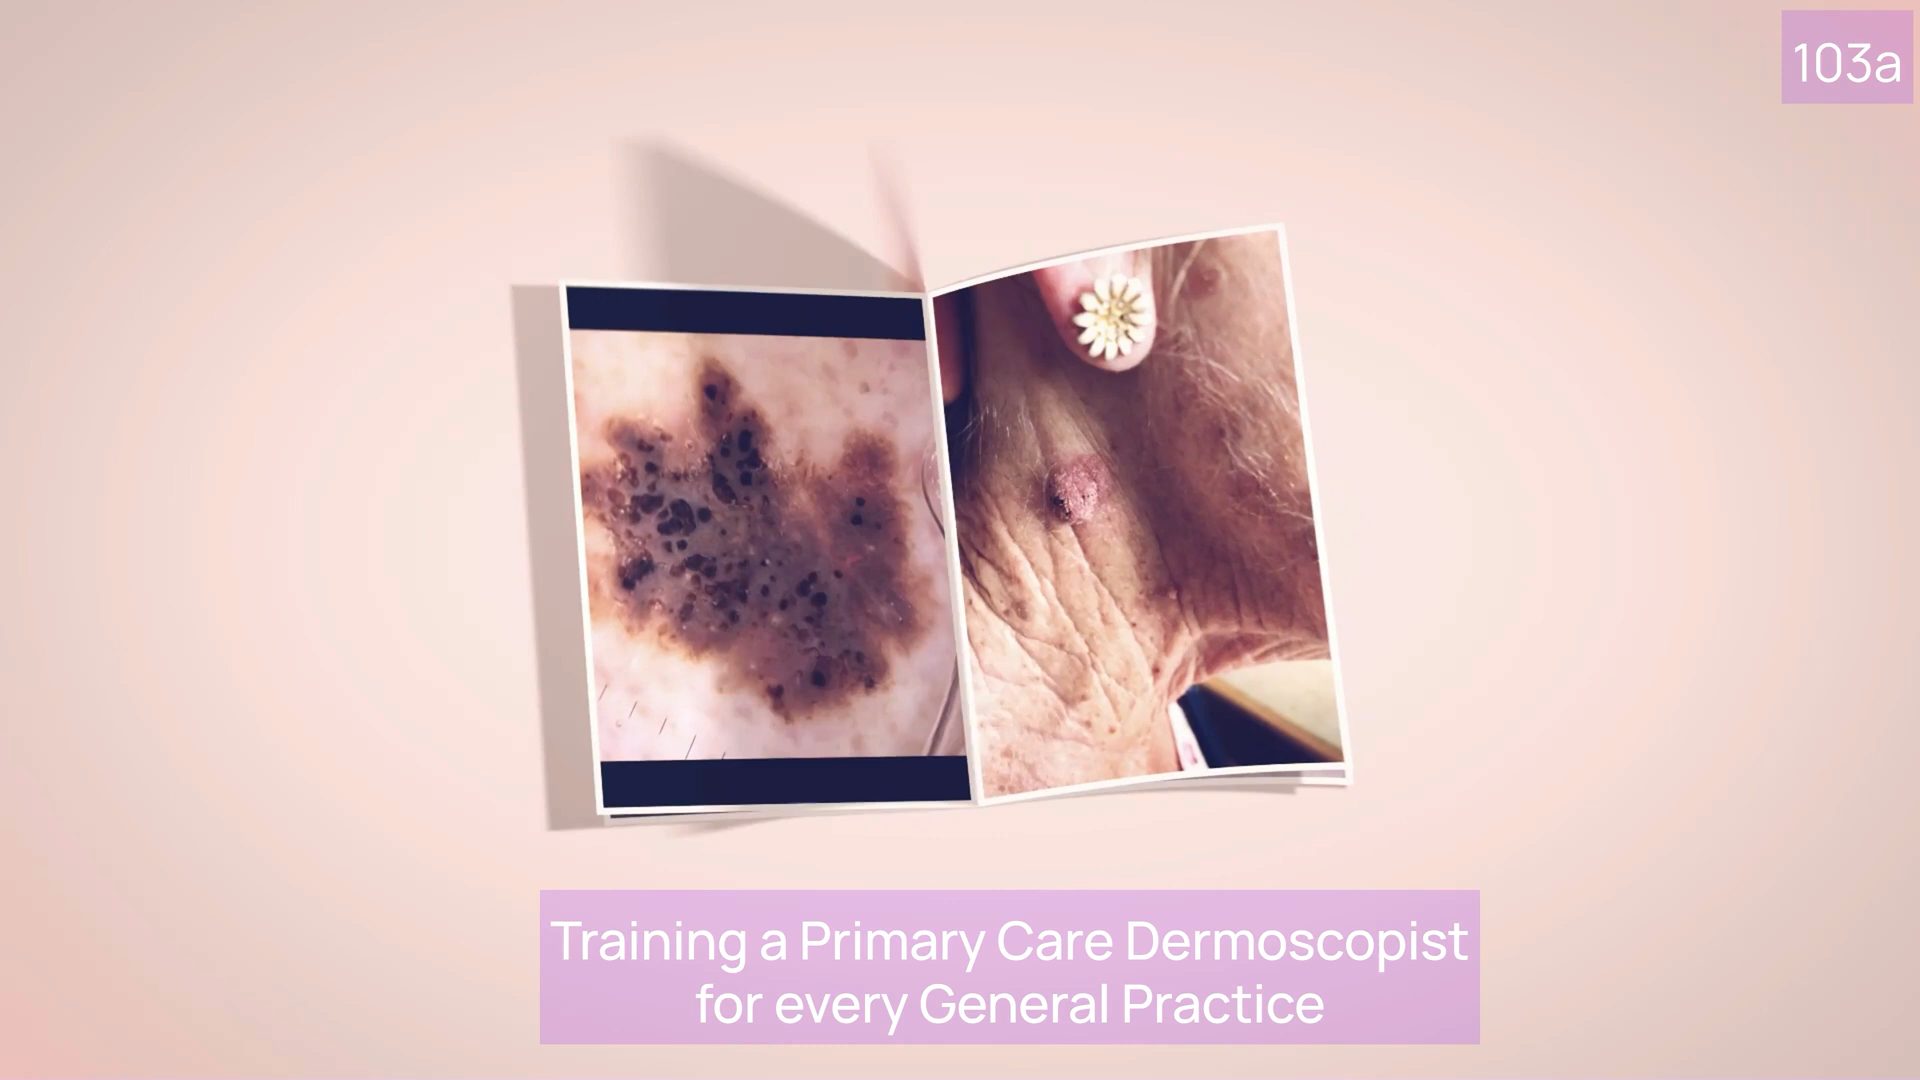 103a
Training a Primary Care Dermoscopist
for every General Practice